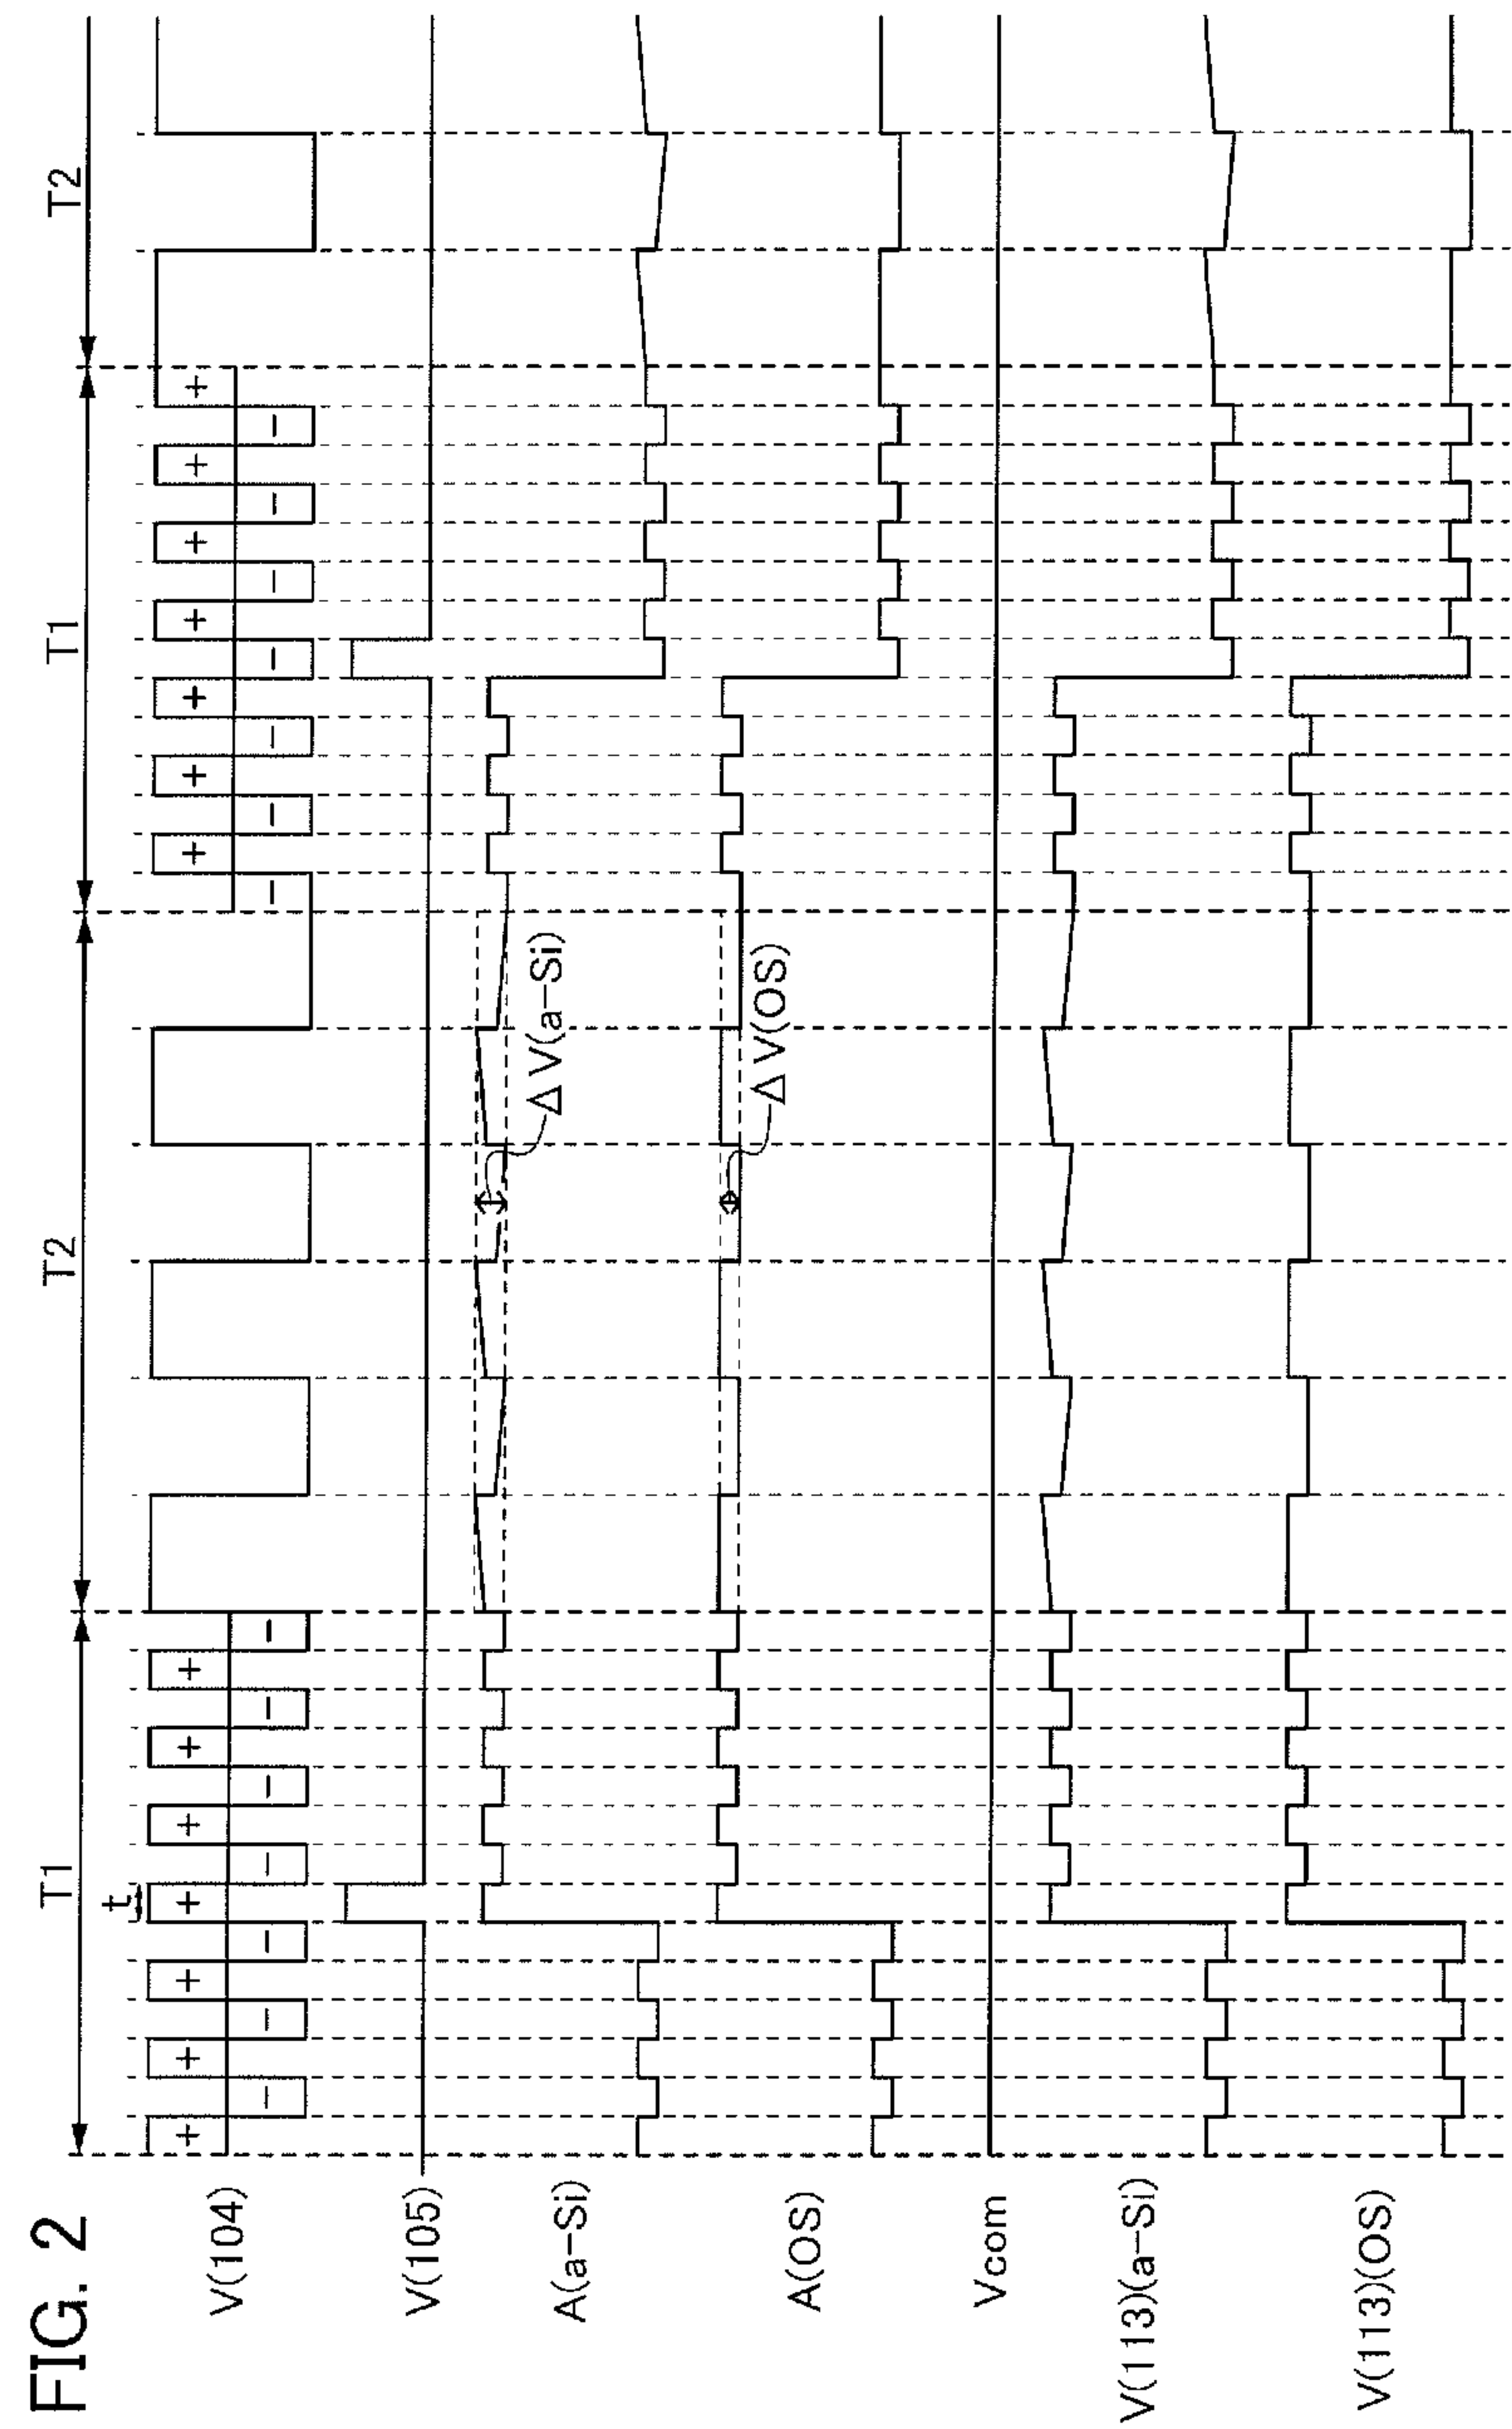 FIG. 2
T1 T2 T1 T2
t
V(104) + − + − + − + − + − + − + − − + − + − + − + − + − + − +
V(105)
A(a-Si) ΔV(a-Si)
A(OS) ΔV(OS)
Vcom
V(113)(a-Si)
V(113)(OS)